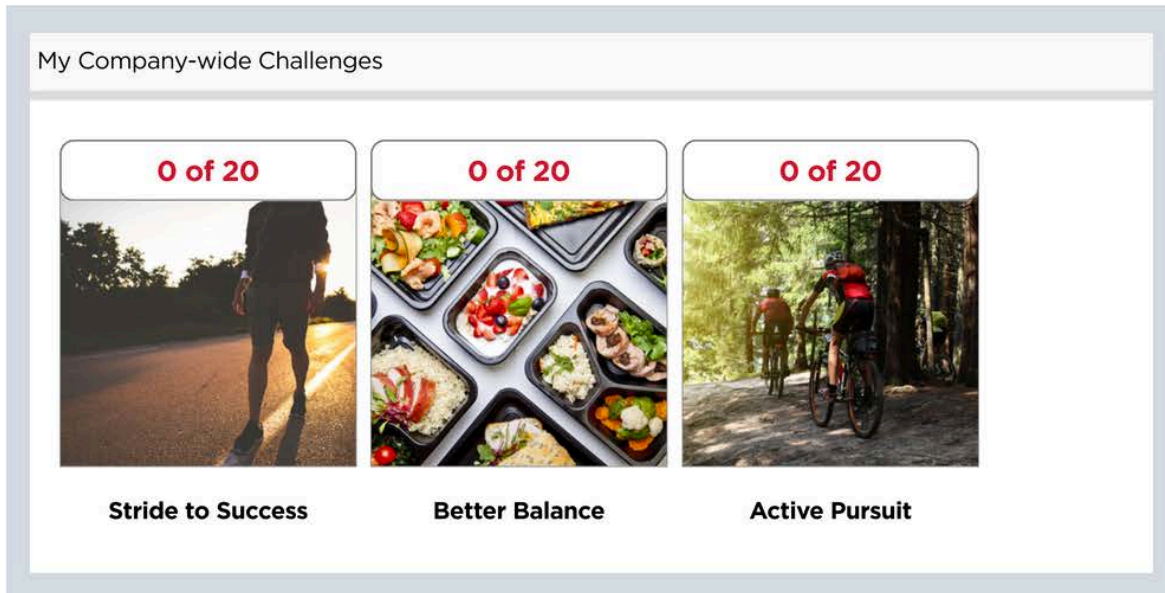 My Company-wide Challenges
0 of 20
0 of 20
0 of 20
Stride to Success
Better Balance
Active Pursuit